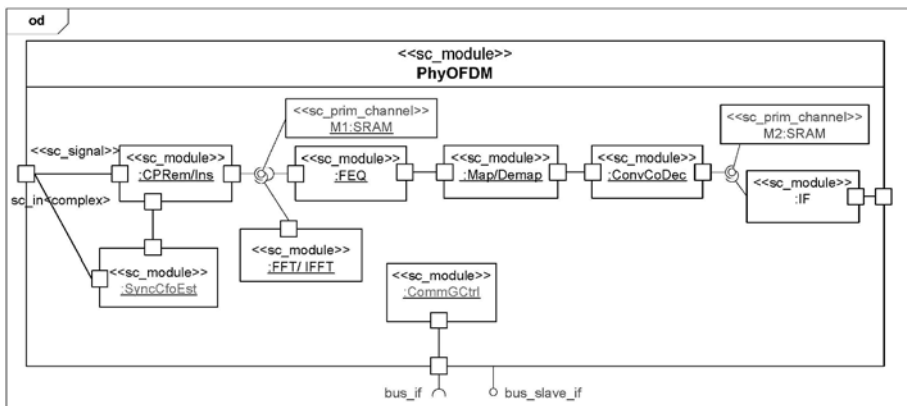 od
<<sc_module>>
PhyOFDM
<<sc_prim_channel>>
M1:SRAM
<<sc_prim_channel>>
M2:SRAM
<<sc_signal>>
<<sc_module>>
:CPRem/Ins
<<sc_module>>
:FEQ
<<sc_module>>
:Map/Demap
<<sc_module>>
:ConvCoDec
<<sc_module>>
:IF
sc_in<complex>
<<sc_module>>
:SyncCfoEst
<<sc_module>>
:FFT/ IFFT
<<sc_module>>
:CommGCtrl
bus_if
bus_slave_if